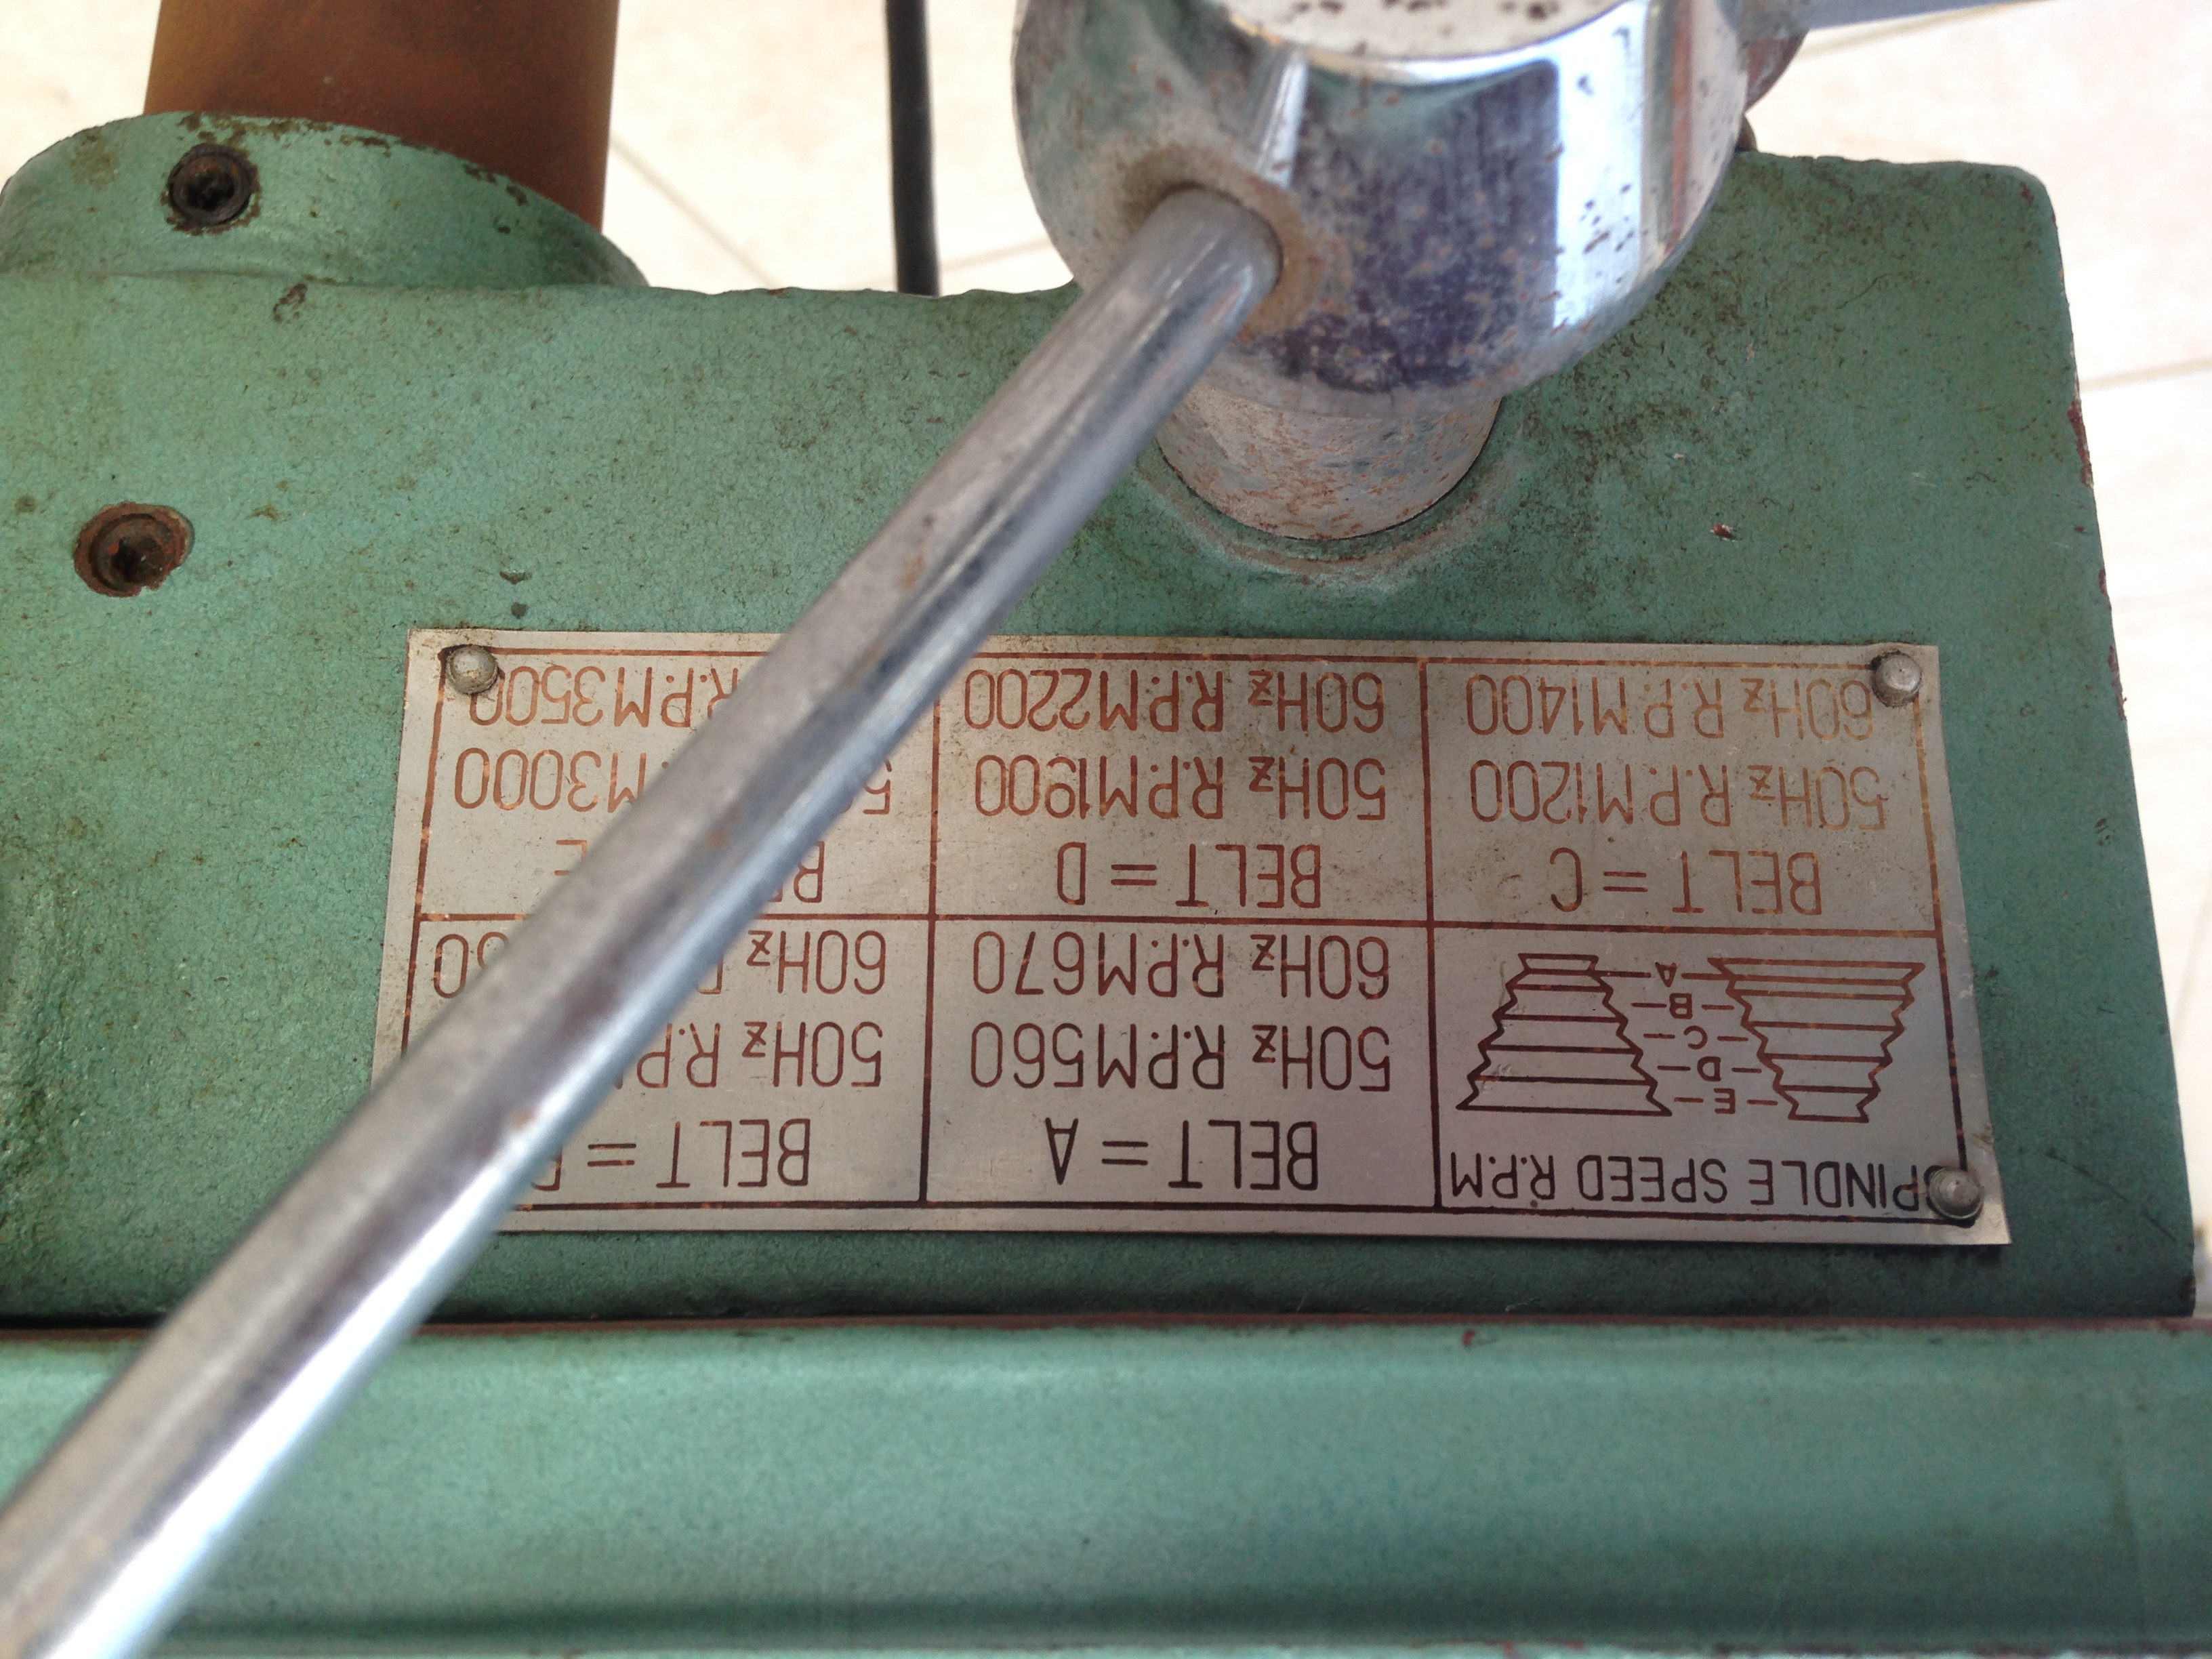 SPINDLE SPEED R.P.M
E
D
C
B
A
BELT = A
50Hz R.P.M560
60Hz R.P.M670
BELT =
50Hz
60Hz
BELT = C
50Hz R.P.M1200
60Hz R.P.M1400
BELT = D
50Hz R.P.M1900
60Hz R.P.M2200
E
M3000
R.P.M3500